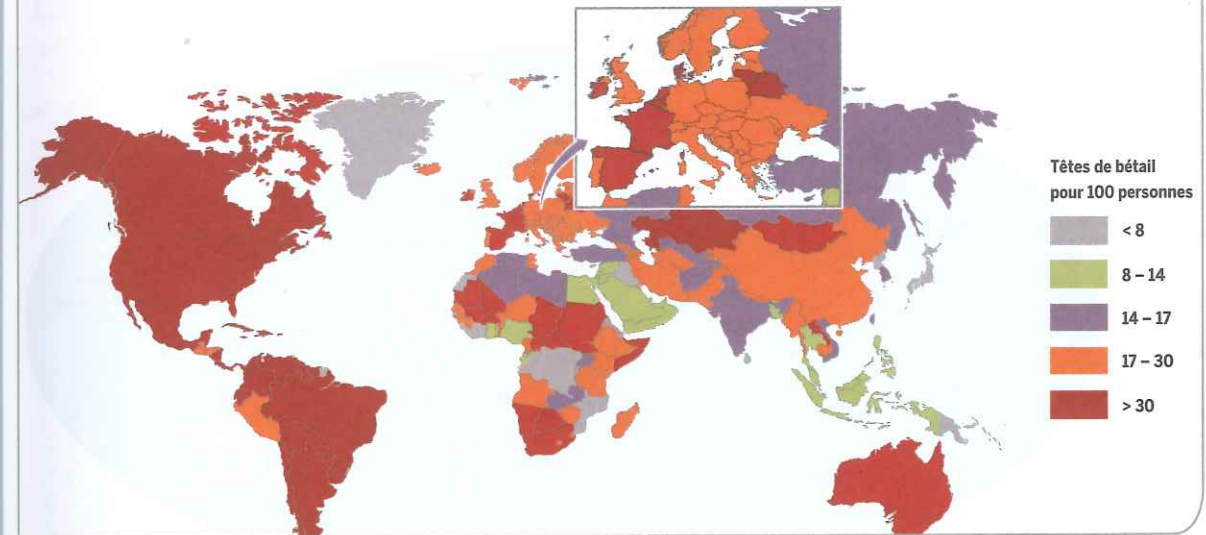 Têtes de bétail
pour 100 personnes
< 8
8 – 14
14 – 17
17 – 30
> 30